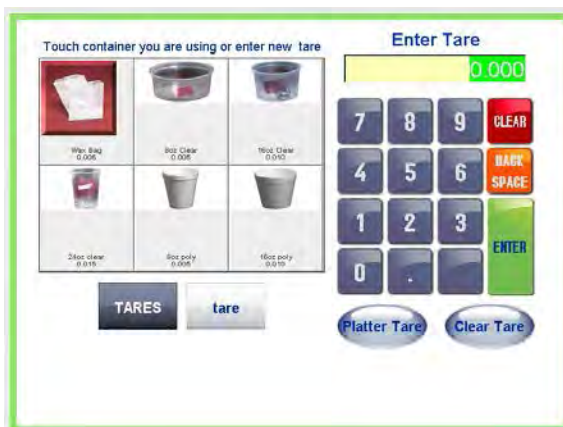 Touch container you are using or enter new tare
Enter Tare
0.000
Wax Bag
0.005
8oz Clear
0.005
16oz Clear
0.010
24oz clear
0.015
8oz poly
0.005
16oz poly
0.010
7 8 9 CLEAR
4 5 6 BACK SPACE
1 2 3 ENTER
0 .
TARES tare
Platter Tare Clear Tare